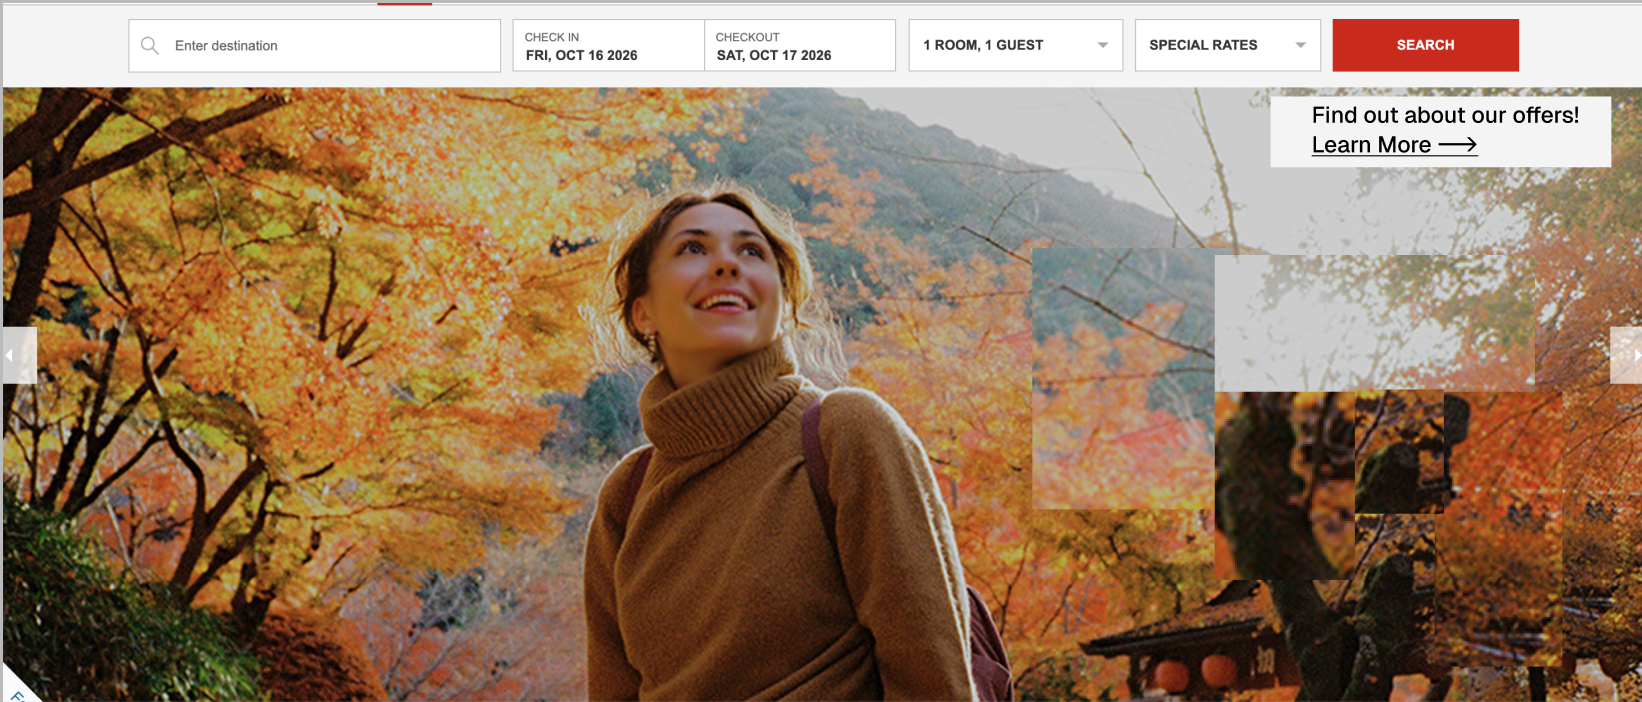 Enter destination
CHECK IN
FRI, OCT 16 2026
CHECKOUT
SAT, OCT 17 2026
1 ROOM, 1 GUEST
SPECIAL RATES
SEARCH
Find out about our offers!
Learn More